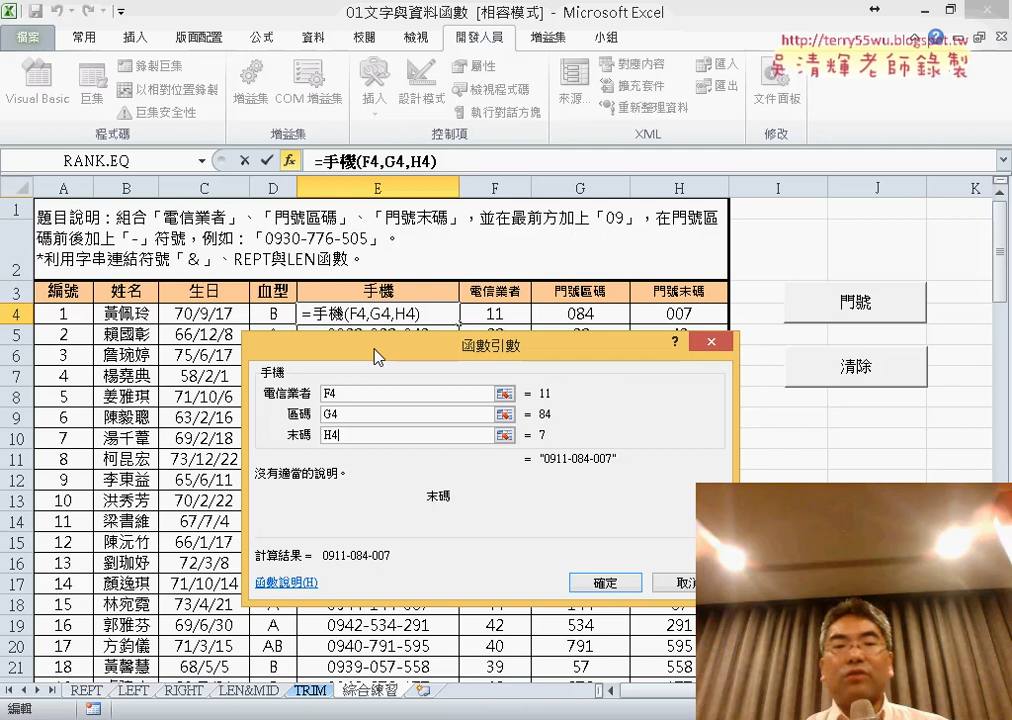 01文字與資料函數 [相容模式] - Microsoft Excel
檔案 常用 插入 版面配置 公式 資料 校閱 檢視 開發人員 增益集 小組
http://terry55wu.blogspot.tw
吳清輝老師錄製
Visual Basic 巨集 錄製巨集 以相對位置錄製 巨集安全性 增益集 COM 增益集 插入 設計模式 屬性 檢視程式碼 執行對話方塊 來源... 對應內容 擴充套件 重新整理資料 匯入 匯出 文件面板
程式碼 增益集 控制項 XML 修改
RANK.EQ =手機(F4,G4,H4)
A B C D E F G H I J K
1 題目說明：組合「電信業者」、「門號區碼」、「門號末碼」，並在最前方加上「09」，在門號區
碼前後加上「-」符號，例如：「0930-776-505」。
2 *利用字串連結符號「&」、REPT與LEN函數。
3 編號 姓名 生日 血型 手機 電信業者 門號區碼 門號末碼
門號
4 1 黃佩玲 70/9/17 B =手機(F4,G4,H4) 11 084 007
5 2 賴國彰 66/12/8
6 3 詹琬婷 75/6/17
7 4 楊堯典 58/2/1
8 5 姜雅琪 71/10/6
9 6 陳毅聰 63/2/16
10 7 湯千葦 69/2/18
11 8 柯昆宏 73/12/22
12 9 李東益 65/6/11
13 10 洪秀芳 70/2/22
14 11 梁書維 67/7/4
15 12 陳沅竹 66/1/17
16 13 劉珈妤 72/3/8
17 14 顏逸琪 71/10/14
18 15 林宛霓 73/4/21
19 16 郭雅芬 69/6/30 A 0942-534-291 42 534 291
20 17 方鈞儀 71/3/15 AB 0940-791-595 40 791 595
21 18 黃馨慧 68/5/5 B 0939-057-558 39 57 558
清除
函數引數 ?
手機
電信業者 F4 = 11
區碼 G4 = 84
末碼 H4 = 7
= "0911-084-007"
沒有適當的說明。
末碼
計算結果 = 0911-084-007
函數說明(H) 確定 取消
REPT LEFT RIGHT LEN&MID TRIM 綜合練習
編輯